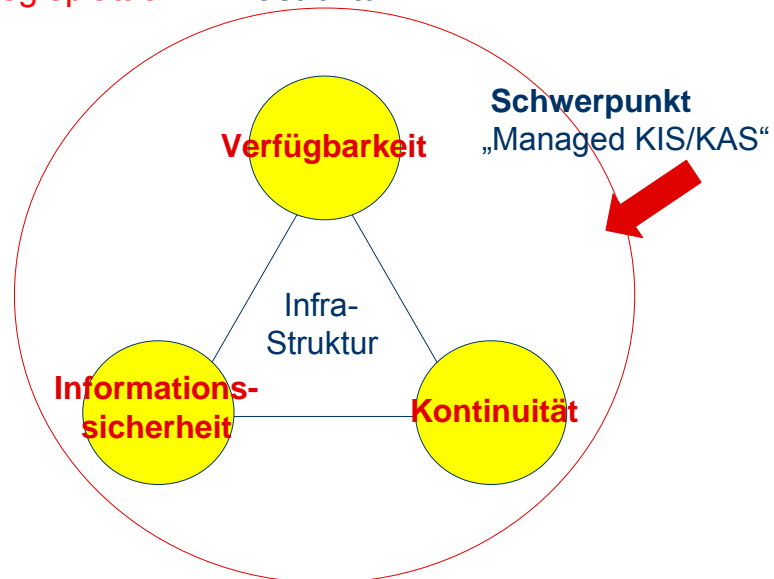 Schwerpunkt
„Managed KIS/KAS“
Verfügbarkeit
Infra-
Struktur
Informations-
sicherheit
Kontinuität